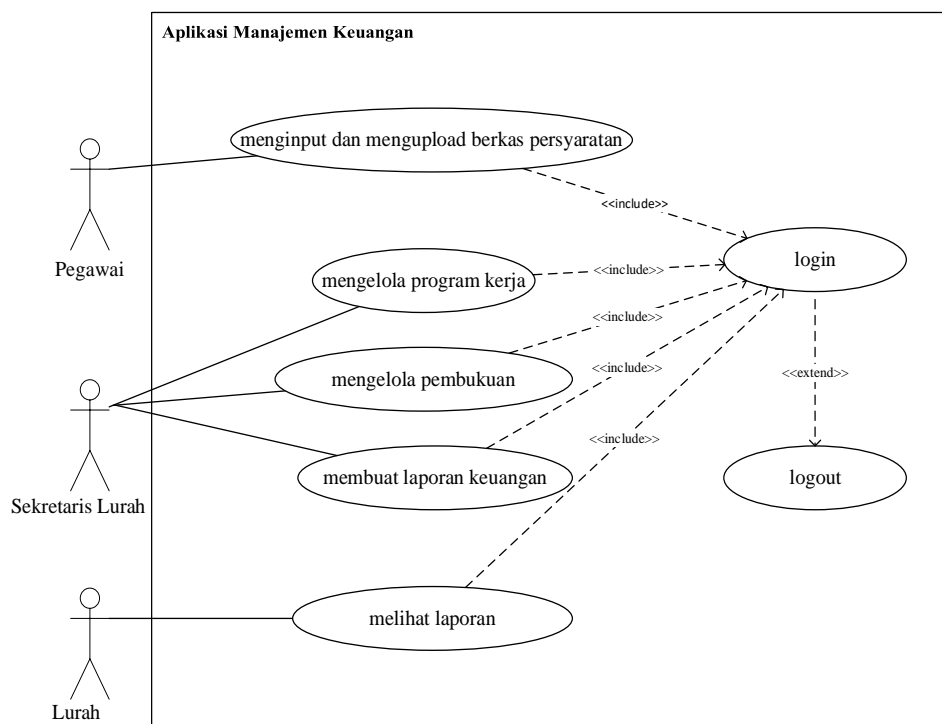 Aplikasi Manajemen Keuangan
menginput dan mengupload berkas persyaratan
<<include>>
Pegawai
login
mengelola program kerja
<<include>>
<<include>>
mengelola pembukuan
<<include>>
<<extend>>
<<include>>
membuat laporan keuangan
logout
Sekretaris Lurah
melihat laporan
Lurah